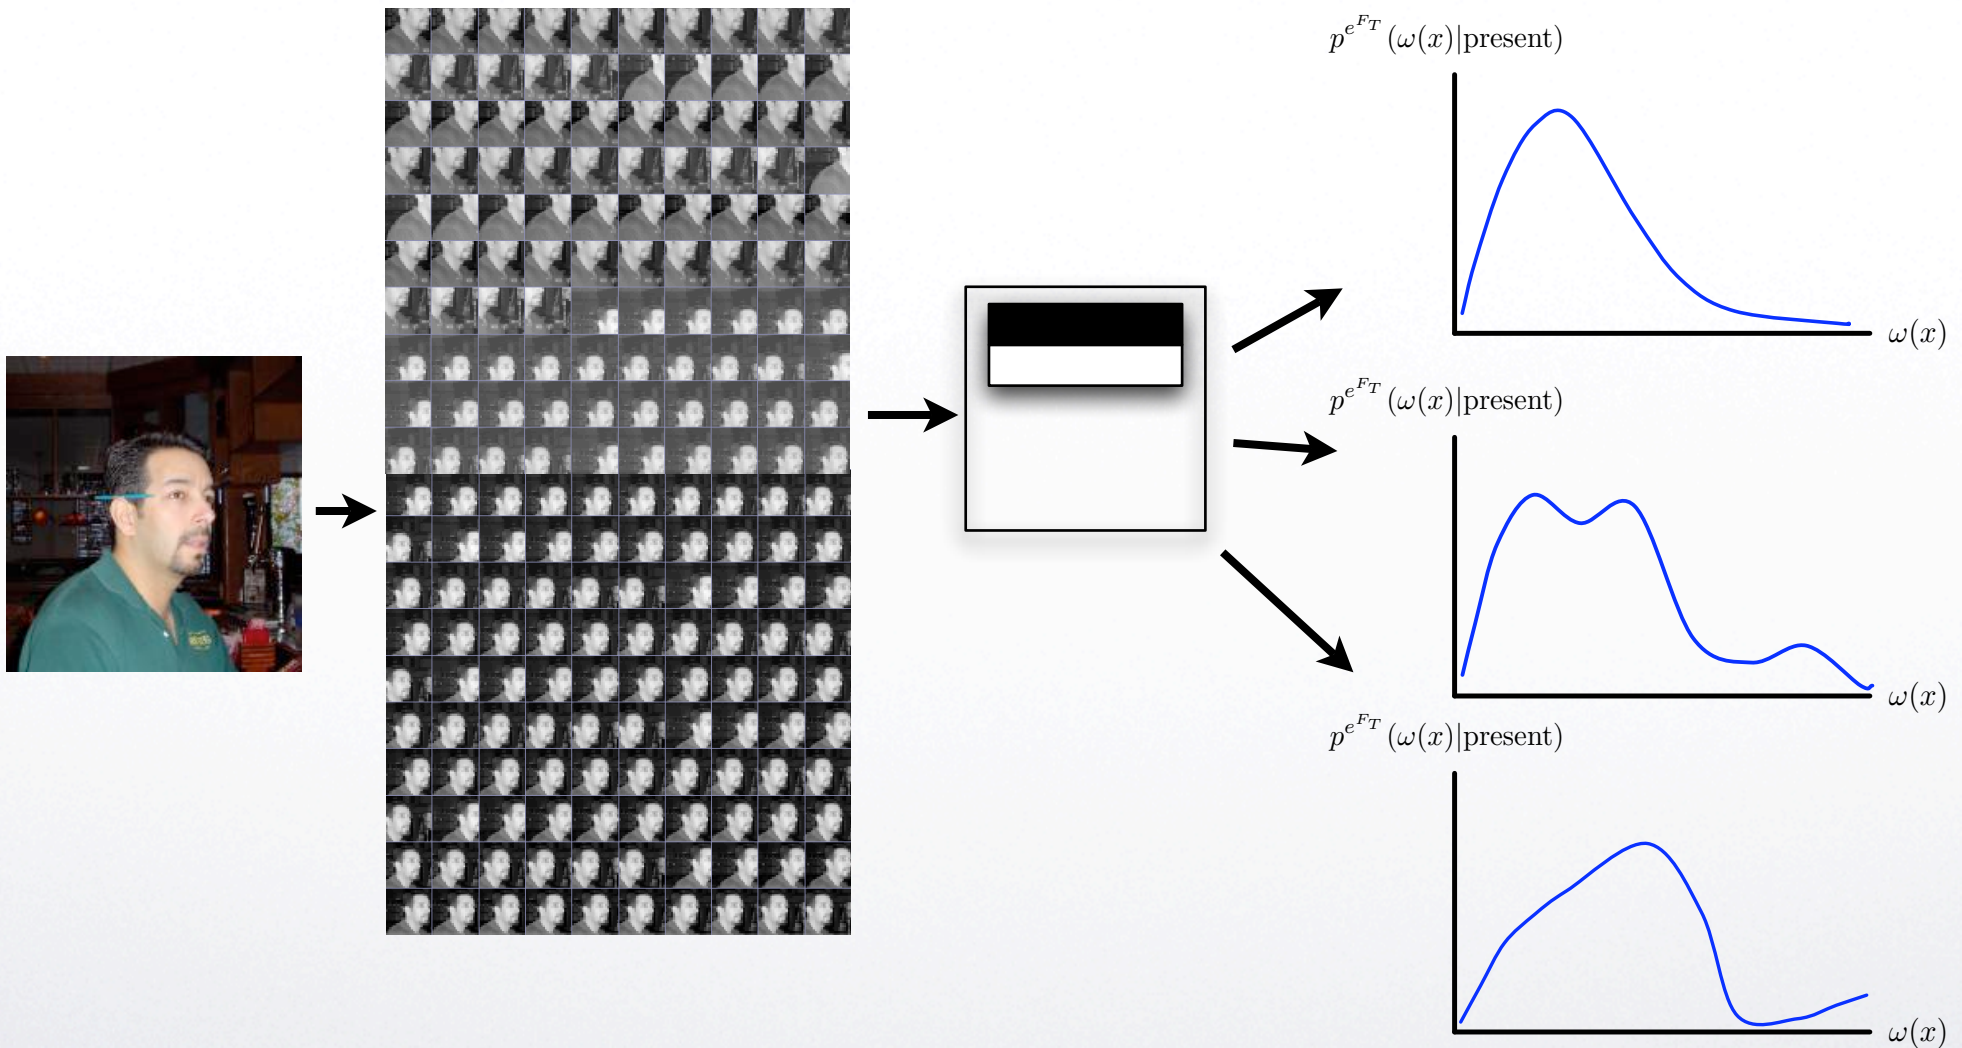 p^{e^{F_T}}(ω(x)|present)
ω(x)
p^{e^{F_T}}(ω(x)|present)
ω(x)
p^{e^{F_T}}(ω(x)|present)
ω(x)